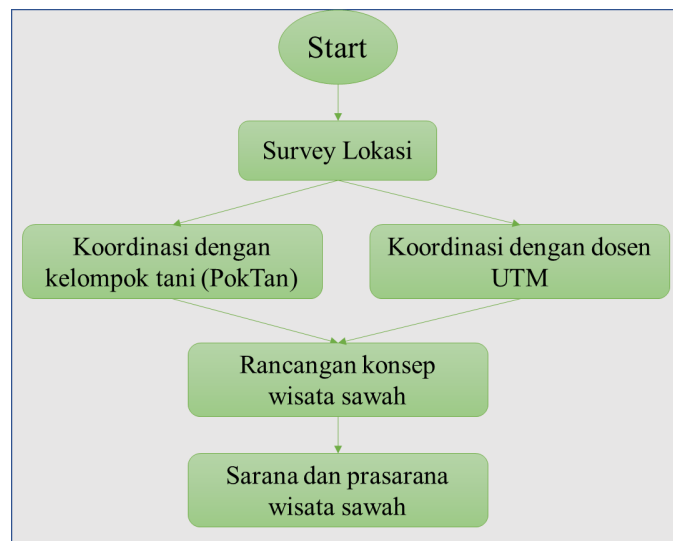 Start
Survey Lokasi
Koordinasi dengan
kelompok tani (PokTan)
Koordinasi dengan dosen
UTM
Rancangan konsep
wisata sawah
Sarana dan prasarana
wisata sawah